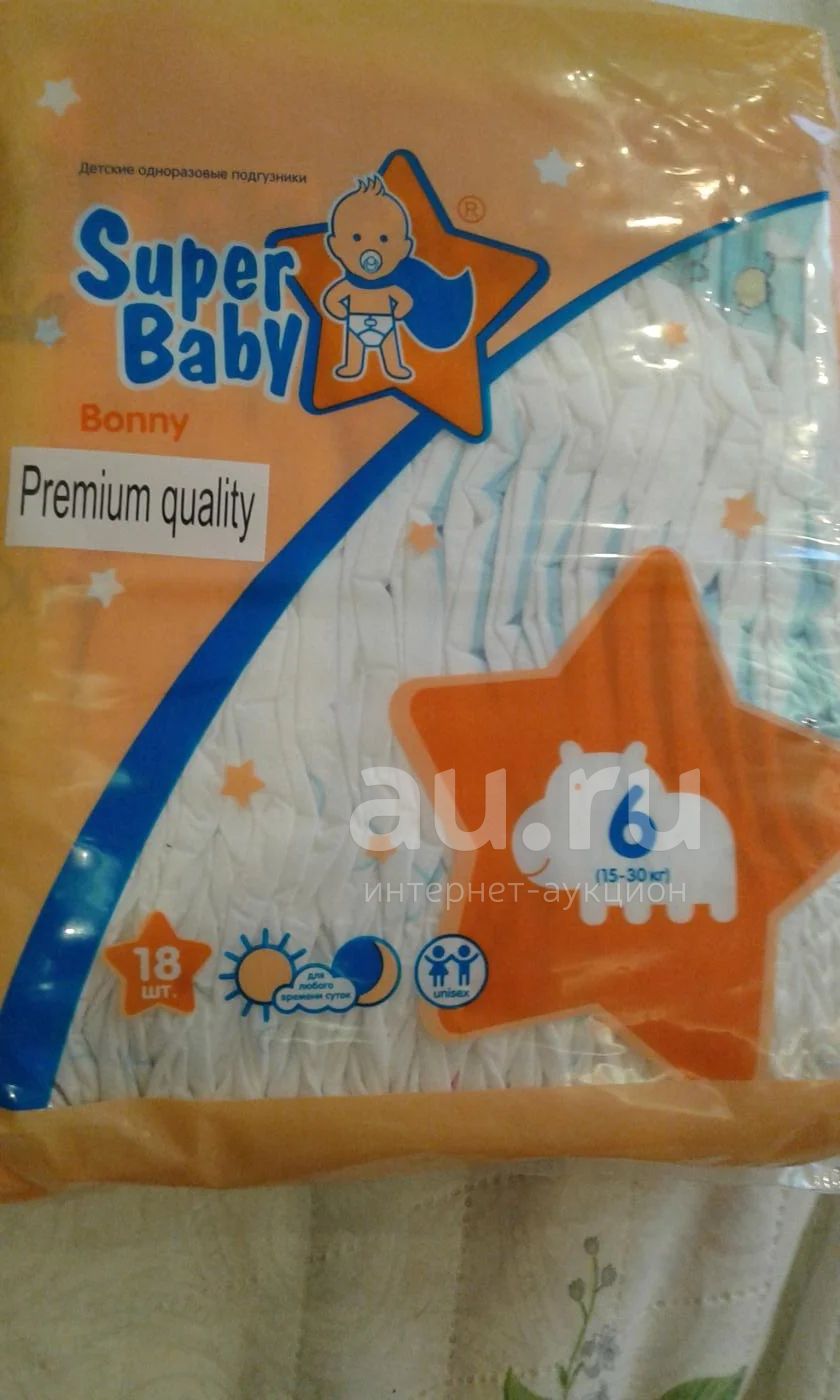 Детские одноразовые подгузники
Super
Baby
®
Bonny
Premium quality
6
(15-30 кг)
au.ru
интернет-аукцион
18
шт.
для
любого
времени суток
unisex